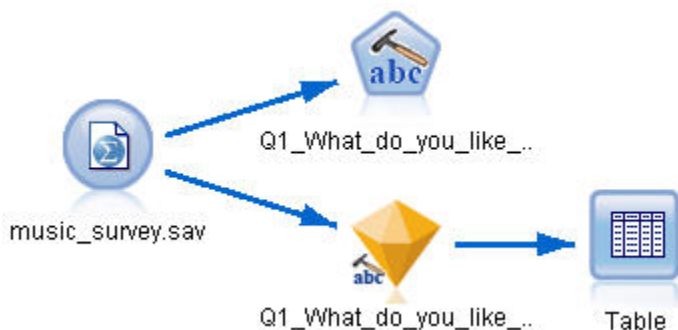 abc
Q1_What_do_you_like_..
music_survey.sav
abc
Q1_What_do_you_like_..
Table